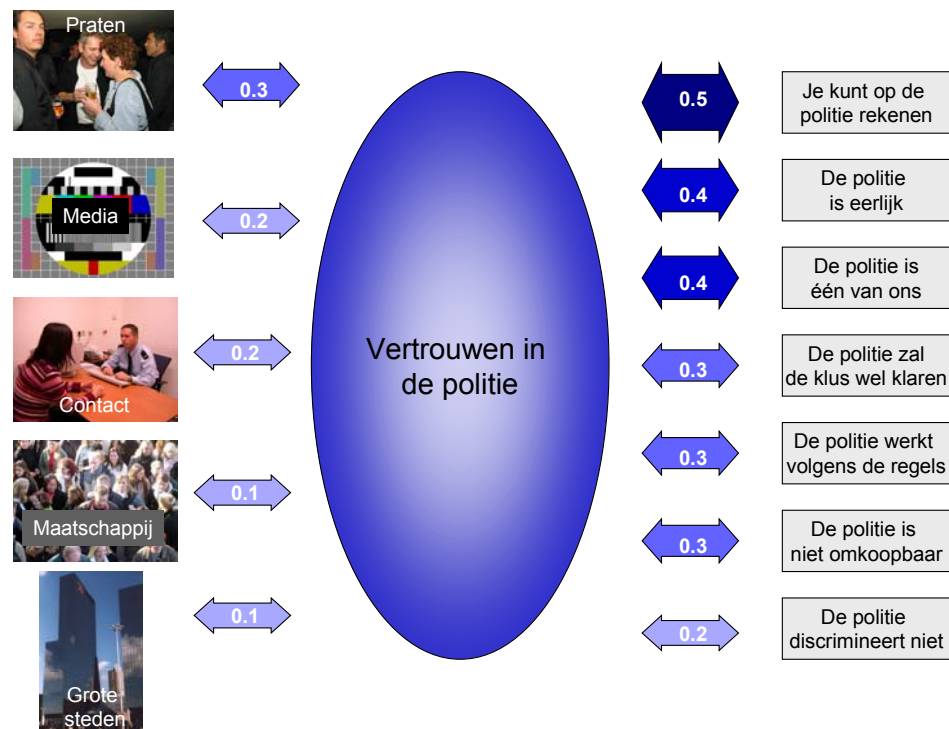 Praten
0.3
Media
0.2
Contact
0.2
Maatschappij
0.1
Grote
steden
0.1
Vertrouwen in
de politie
0.5
Je kunt op de
politie rekenen
0.4
De politie
is eerlijk
0.4
De politie is
één van ons
0.3
De politie zal
de klus wel klaren
0.3
De politie werkt
volgens de regels
0.3
De politie is
niet omkoopbaar
0.2
De politie
discrimineert niet